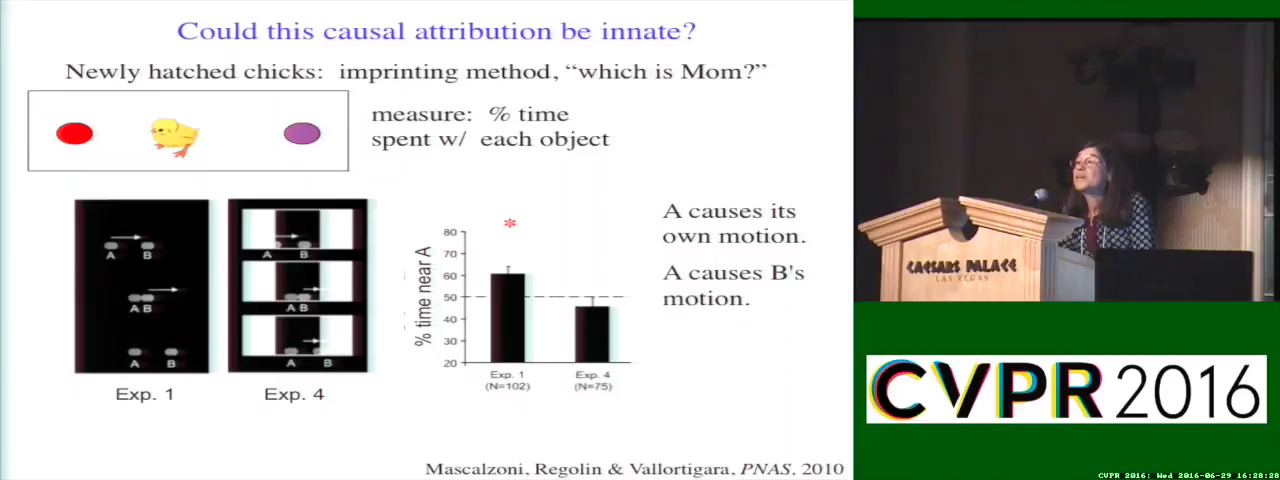 Could this causal attribution be innate?
Newly hatched chicks: imprinting method, “which is Mom?”
measure: % time
spent w/ each object
A B
A B
A B
Exp. 1
A B
A B
A B
Exp. 4
% time near A
80
70
60
50
40
30
20
*
Exp. 1
(N=102)
Exp. 4
(N=75)
A causes its
own motion.
A causes B's
motion.
Mascalzoni, Regolin & Vallortigara, PNAS, 2010
CAESARS PALACE
LAS VEGAS
CVPR 2016
CVPR 2016: Wed 2016-06-29 16:28:28